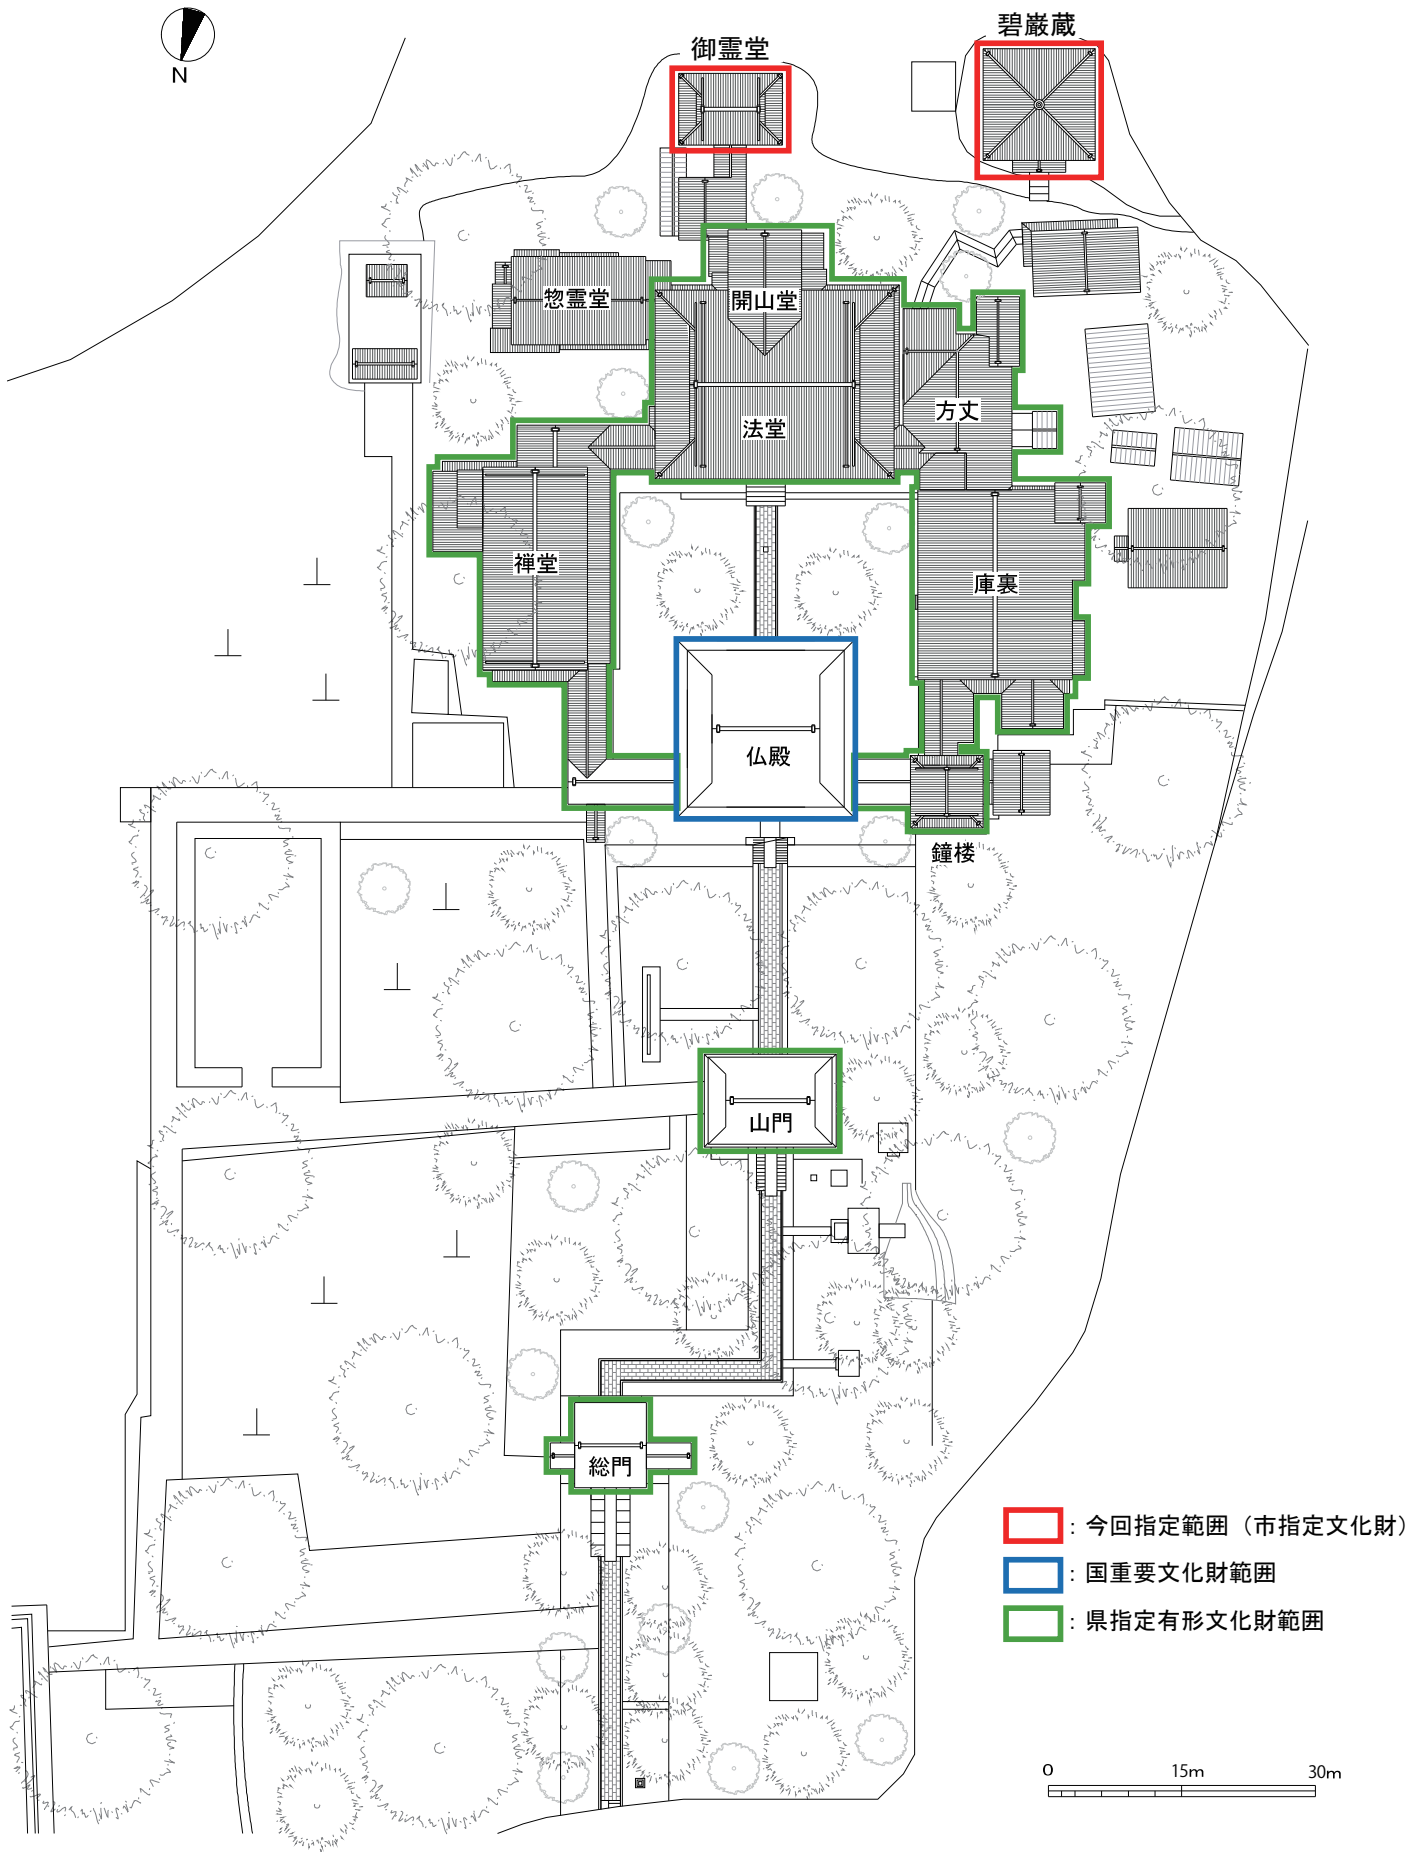 碧巌蔵
御霊堂
N
惣霊堂
開山堂
方丈
法堂
禅堂
庫裏
仏殿
鐘楼
山門
総門
：今回指定範囲（市指定文化財）
：国重要文化財範囲
：県指定有形文化財範囲
0 15m 30m